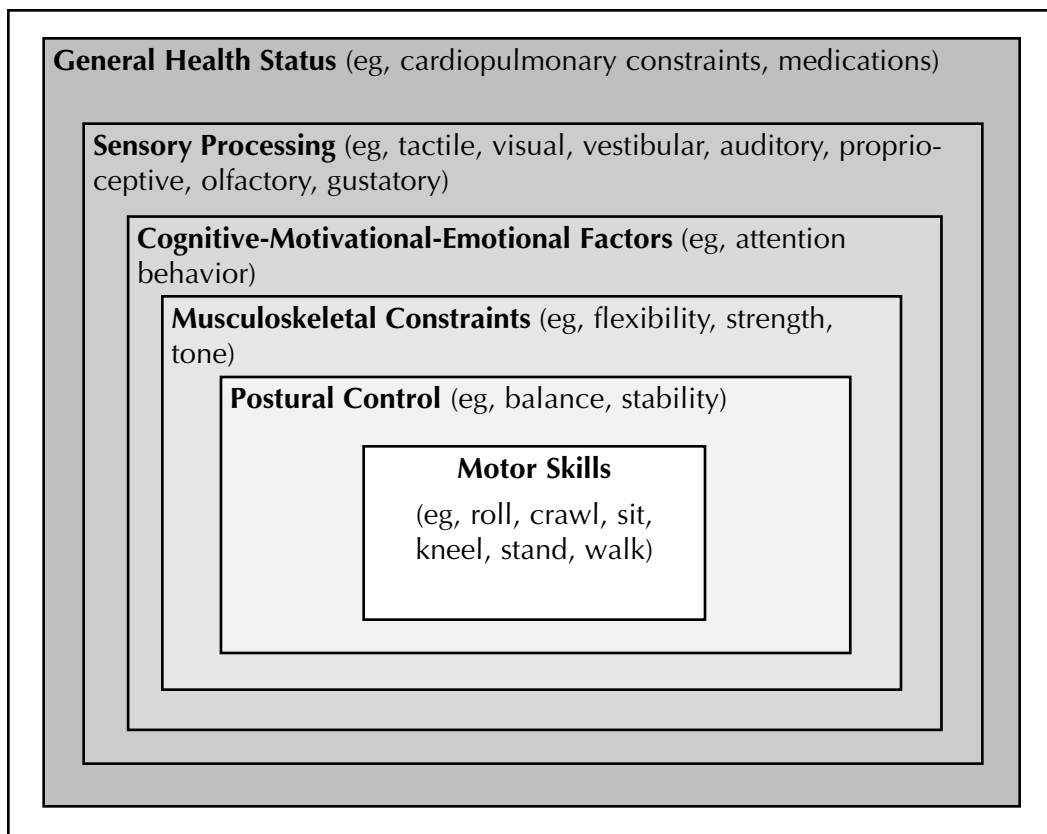 General Health Status (eg, cardiopulmonary constraints, medications)
Sensory Processing (eg, tactile, visual, vestibular, auditory, proprio-
ceptive, olfactory, gustatory)
Cognitive-Motivational-Emotional Factors (eg, attention
behavior)
Musculoskeletal Constraints (eg, flexibility, strength,
tone)
Postural Control (eg, balance, stability)
Motor Skills
(eg, roll, crawl, sit,
kneel, stand, walk)